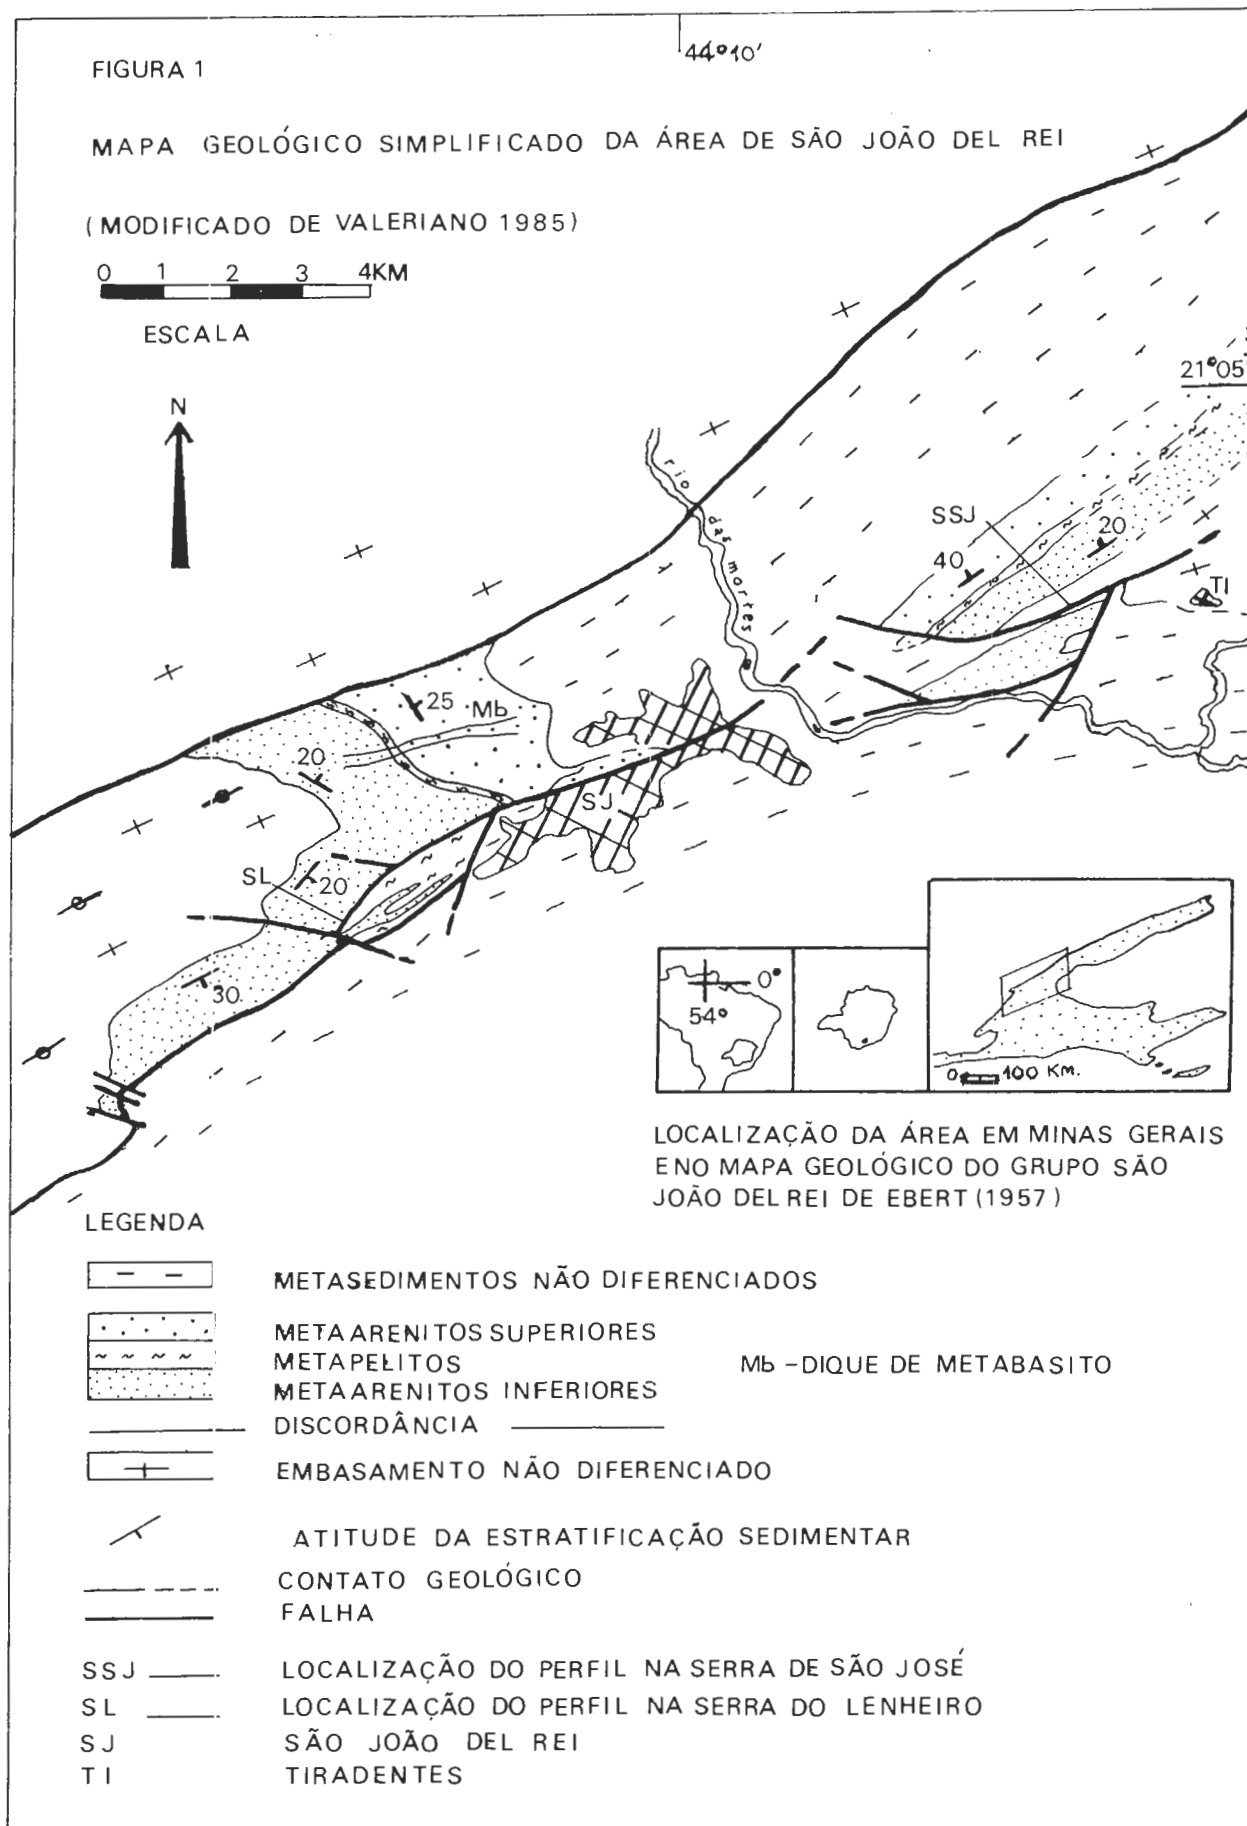 44°10'
FIGURA 1
MAPA GEOLÓGICO SIMPLIFICADO DA ÁREA DE SÃO JOÃO DEL REI
(MODIFICADO DE VALERIANO 1985)
0 1 2 3 4KM
ESCALA
N
21°05'
rio das mortes
SSJ
20
40
TI
25
Mb
20
SJ
SL
20
30
0°
54°
0 100 KM.
LOCALIZAÇÃO DA ÁREA EM MINAS GERAIS
E NO MAPA GEOLÓGICO DO GRUPO SÃO
JOÃO DEL REI DE EBERT (1957)
LEGENDA
METASEDIMENTOS NÃO DIFERENCIADOS
METAARENITOS SUPERIORES
METAPELITOS
Mb - DIQUE DE METABASITO
METAARENITOS INFERIORES
DISCORDÂNCIA
EMBASAMENTO NÃO DIFERENCIADO
ATITUDE DA ESTRATIFICAÇÃO SEDIMENTAR
CONTATO GEOLÓGICO
FALHA
SSJ LOCALIZAÇÃO DO PERFIL NA SERRA DE SÃO JOSÉ
SL LOCALIZAÇÃO DO PERFIL NA SERRA DO LENHEIRO
SJ SÃO JOÃO DEL REI
TI TIRADENTES